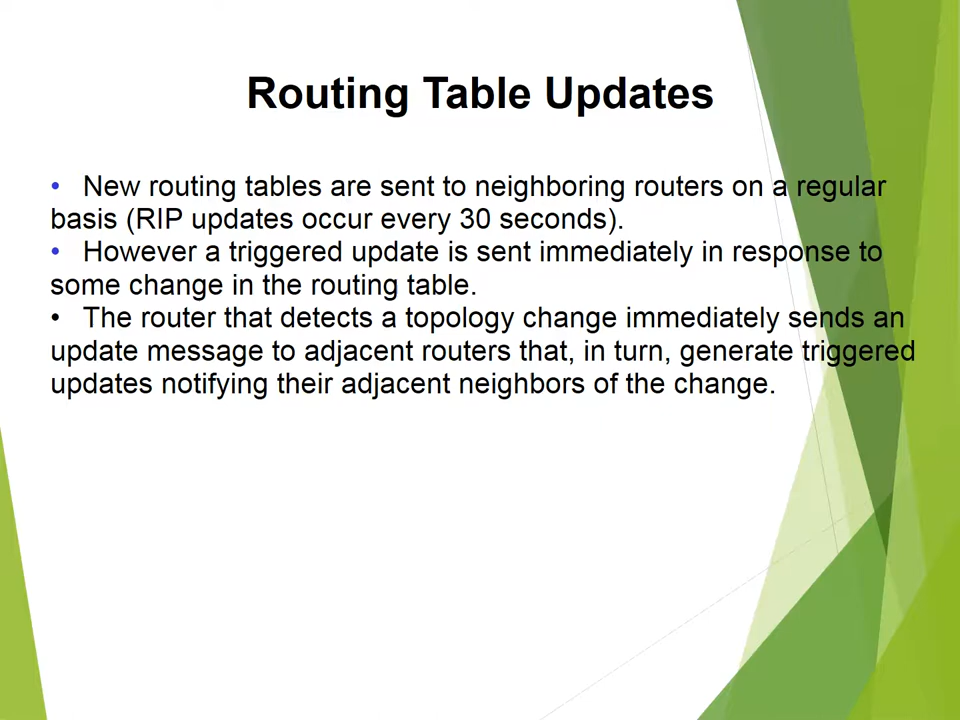 Routing Table Updates
• New routing tables are sent to neighboring routers on a regular
basis (RIP updates occur every 30 seconds).
• However a triggered update is sent immediately in response to
some change in the routing table.
• The router that detects a topology change immediately sends an
update message to adjacent routers that, in turn, generate triggered
updates notifying their adjacent neighbors of the change.